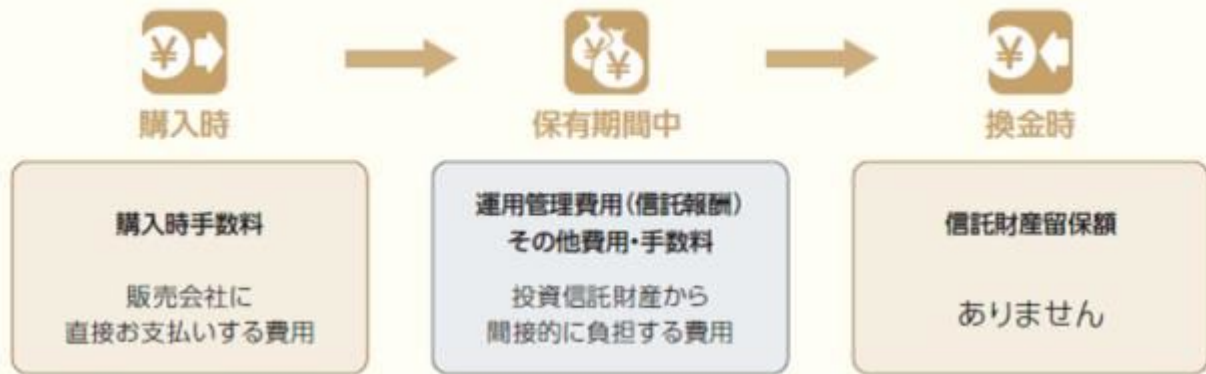 購入時
保有期間中
換金時
購入時手数料
販売会社に
直接お支払いする費用
運用管理費用(信託報酬)
その他費用・手数料
投資信託財産から
間接的に負担する費用
信託財産留保額
ありません